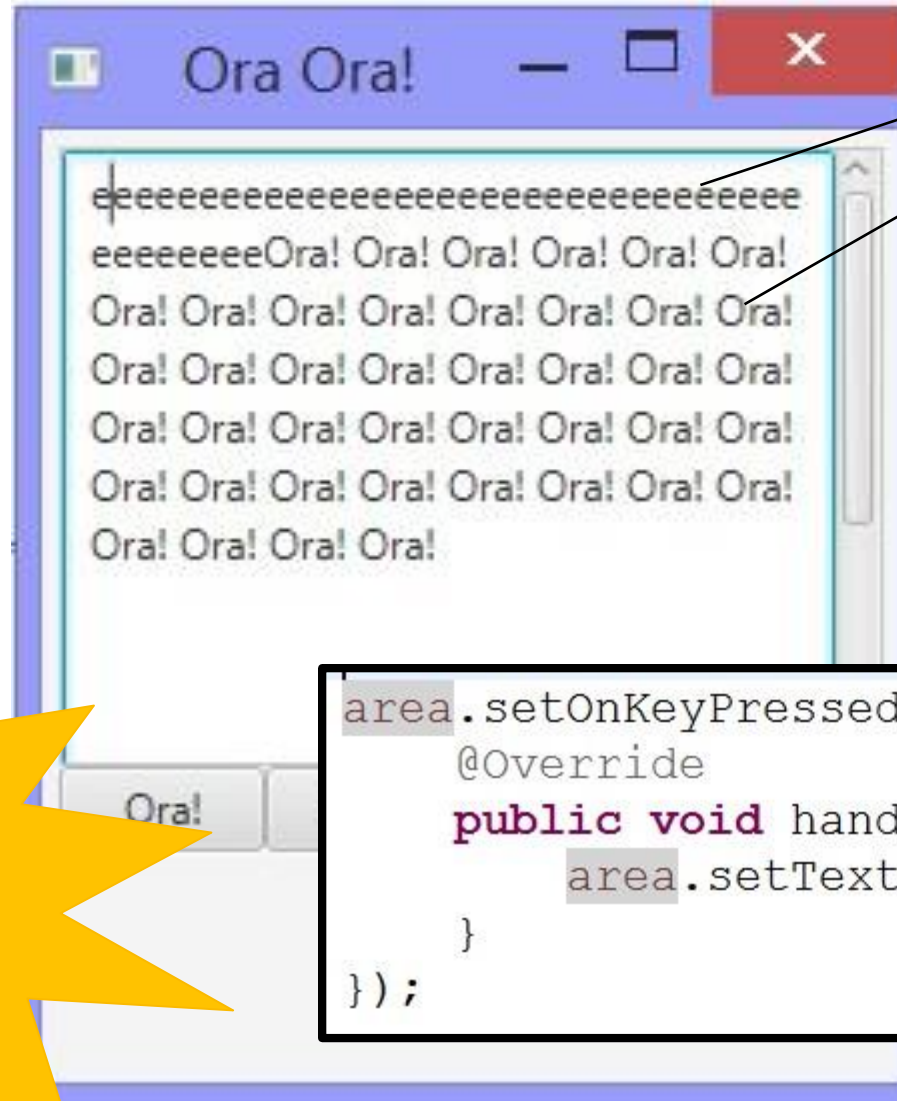 Ora Ora!
eeeeeeeeeeeeeeeeeeeeeeeeeeeeeeeee
eeeeeeeeOra! Ora! Ora! Ora! Ora! Ora!
Ora! Ora! Ora! Ora! Ora! Ora! Ora! Ora!
Ora! Ora! Ora! Ora! Ora! Ora! Ora! Ora!
Ora! Ora! Ora! Ora! Ora! Ora! Ora! Ora!
Ora! Ora! Ora! Ora! Ora! Ora! Ora! Ora!
Ora! Ora! Ora! Ora!
Ora!
area.setOnKeyPressed
@Override
public void hand
area.setText
}
});